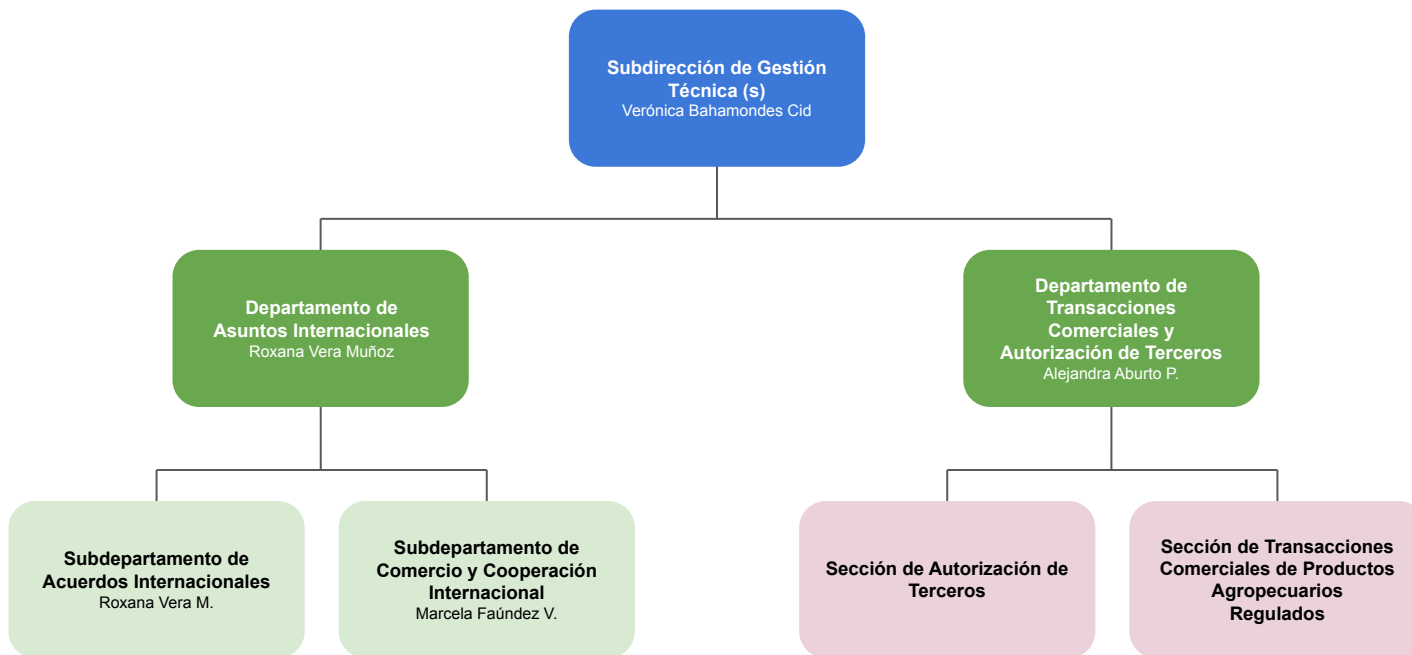 Subdirección de Gestión
Técnica (s)
Verónica Bahamondes Cid
Departamento de
Asuntos Internacionales
Roxana Vera Muñoz
Departamento de
Transacciones
Comerciales y
Autorización de Terceros
Alejandra Aburto P.
Subdepartamento de
Acuerdos Internacionales
Roxana Vera M.
Subdepartamento de
Comercio y Cooperación
Internacional
Marcela Faúndez V.
Sección de Autorización de
Terceros
Sección de Transacciones
Comerciales de Productos
Agropecuarios
Regulados